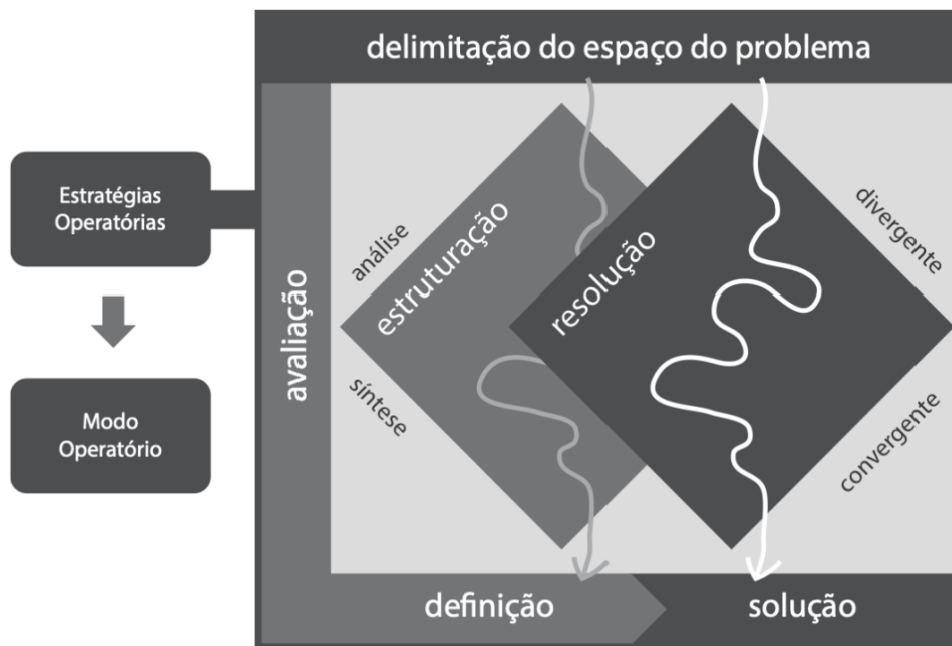 delimitação do espaço do problema
Estratégias
Operatórias
Modo
Operatório
avaliação
análise
estruturação
síntese
resolução
divergente
convergente
definição
solução